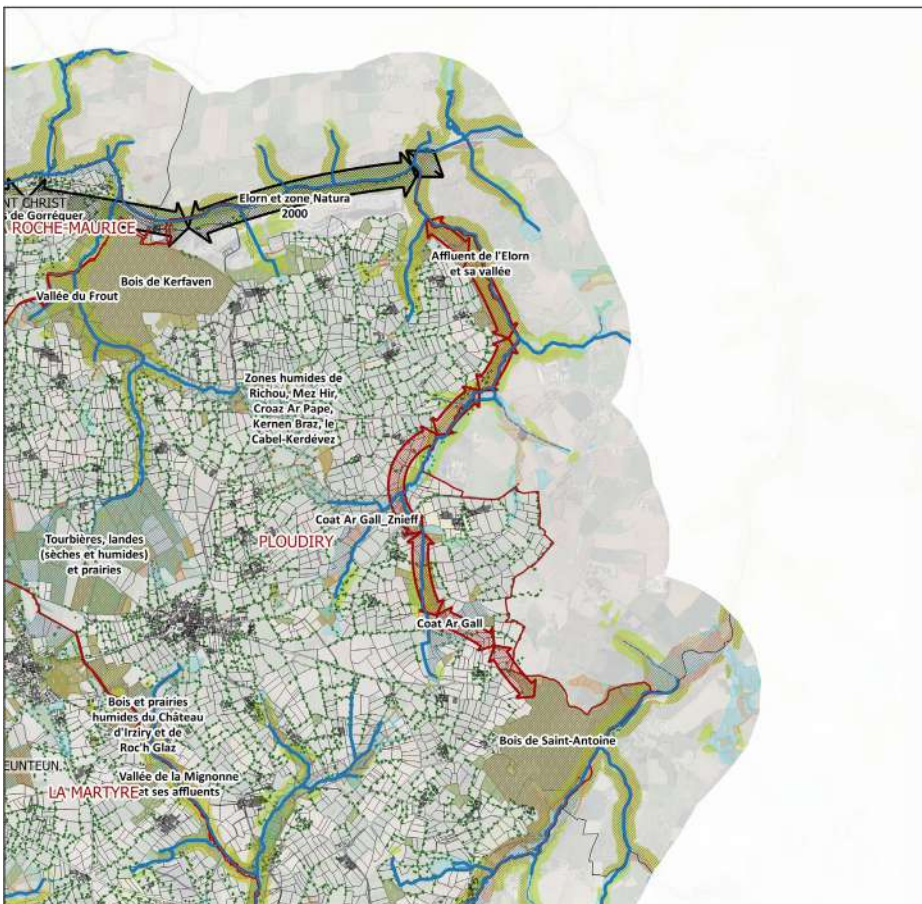 Elorn et zone Natura
2000
NT CHRIST
s de Gorréquer
ROCHE-MAURICE
Affluent de l'Elorn
et sa vallée
Bois de Kerfaven
Vallée du Frout
Zones humides de
Richou, Mez Hir,
Croaz Ar Pape,
Kernen Braz, le
Cabel-Kerdévez
Coat Ar Gall_Znieff
PLOUDIRY
Tourbières, landes
(sèches et humides)
et prairies
Coat Ar Gall
Bois et prairies
humides du Château
d'Irziry et de
Roc'h Glaz
Bois de Saint-Antoine
EUNTEUN
Vallée de la Mignonne
LA MARTYRE et ses affluents